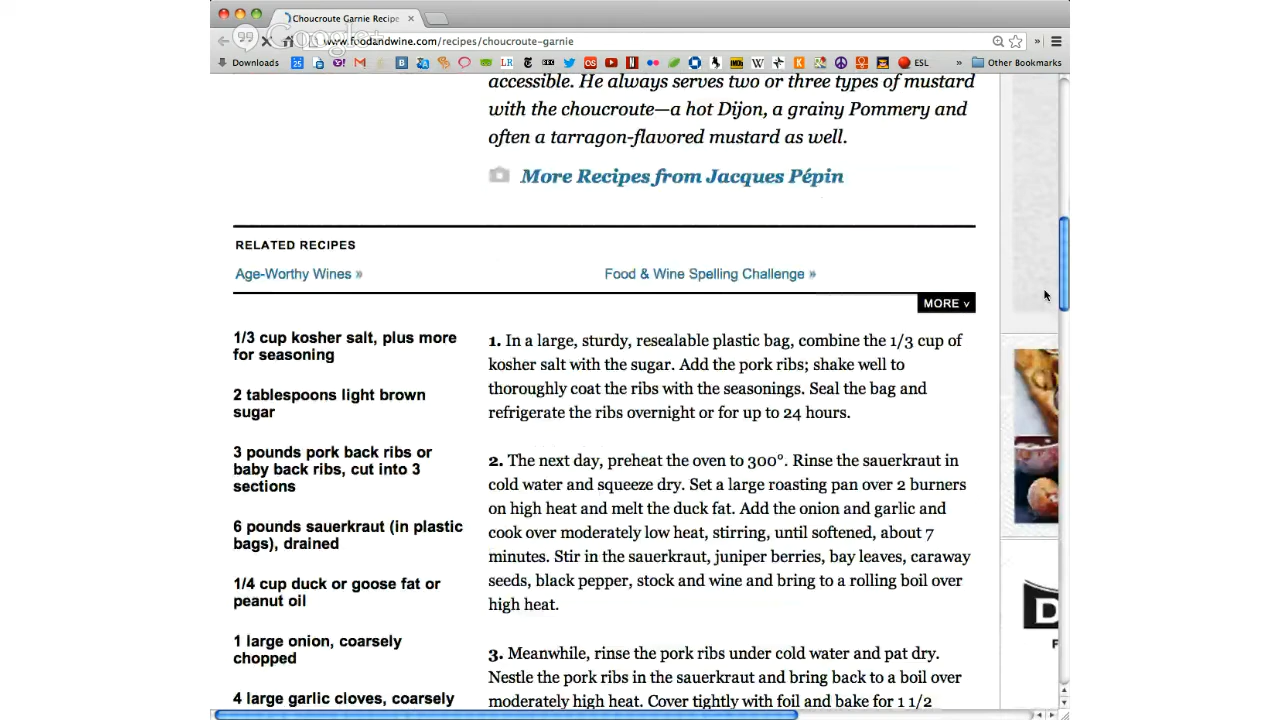 Choucroute Garnie Recipe
Google+
www.foodandwine.com/recipes/choucroute-garnie
Downloads
ESL
Other Bookmarks
accessible. He always serves two or three types of mustard
with the choucroute—a hot Dijon, a grainy Pommery and
often a tarragon-flavored mustard as well.
More Recipes from Jacques Pépin
RELATED RECIPES
Age-Worthy Wines »
Food & Wine Spelling Challenge »
MORE v
1/3 cup kosher salt, plus more
for seasoning
2 tablespoons light brown
sugar
3 pounds pork back ribs or
baby back ribs, cut into 3
sections
6 pounds sauerkraut (in plastic
bags), drained
1/4 cup duck or goose fat or
peanut oil
1 large onion, coarsely
chopped
4 large garlic cloves, coarsely
1. In a large, sturdy, resealable plastic bag, combine the 1/3 cup of
kosher salt with the sugar. Add the pork ribs; shake well to
thoroughly coat the ribs with the seasonings. Seal the bag and
refrigerate the ribs overnight or for up to 24 hours.
2. The next day, preheat the oven to 300°. Rinse the sauerkraut in
cold water and squeeze dry. Set a large roasting pan over 2 burners
on high heat and melt the duck fat. Add the onion and garlic and
cook over moderately low heat, stirring, until softened, about 7
minutes. Stir in the sauerkraut, juniper berries, bay leaves, caraway
seeds, black pepper, stock and wine and bring to a rolling boil over
high heat.
3. Meanwhile, rinse the pork ribs under cold water and pat dry.
Nestle the pork ribs in the sauerkraut and bring back to a boil over
moderately high heat. Cover tightly with foil and bake for 1 1/2